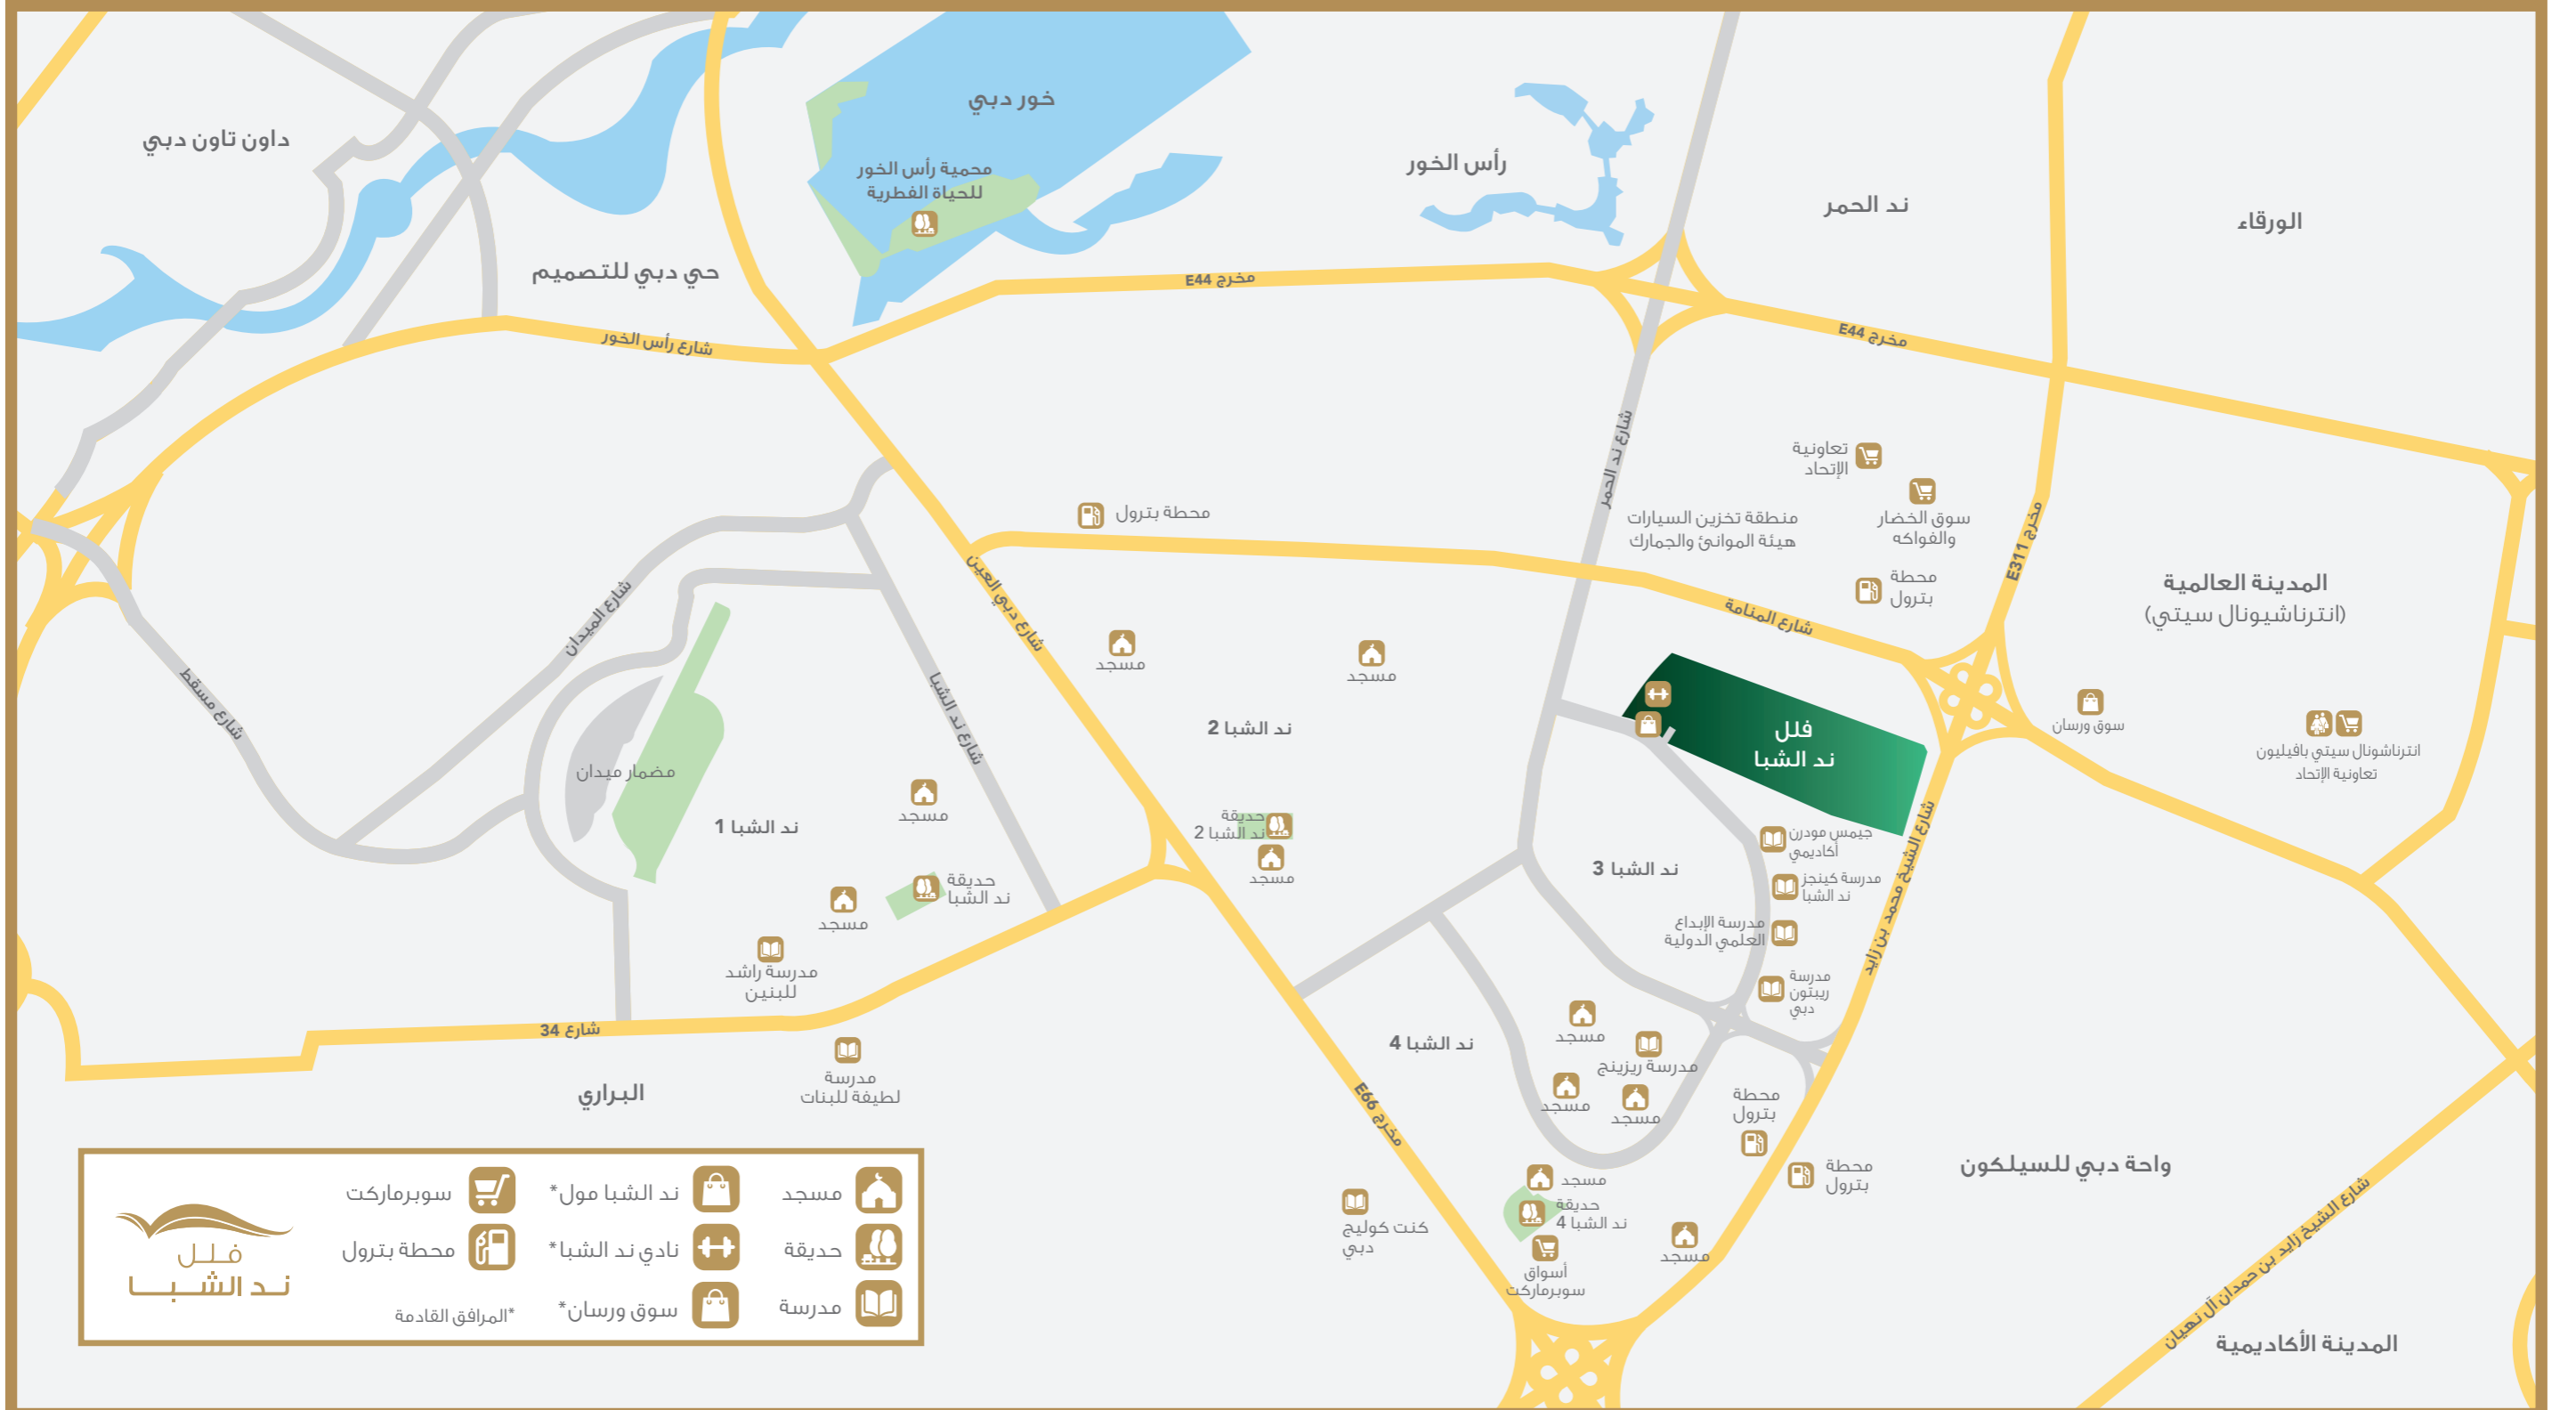 خور دبي
داون تاون دبي
رأس الخور
محمية رأس الخور
للحياة الفطرية
ند الحمر
الورقاء
حي دبي للتصميم
مخرج E44
شارع رأس الخور
مخرج E44
شارع ند الحمر
تعاونية
الإتحاد
محطة بترول
منطقة تخزين السيارات
هيئة الموانئ والجمارك
سوق الخضار
والفواكه
مخرج E311
محطة
بترول
المدينة العالمية
(انترناشيونال سيتي)
شارع الميدان
شارع دبي العين
شارع المنامة
مسجد
مسجد
شارع مسقط
شارع ند الشبا
ند الشبا 2
فلل
ند الشبا
سوق ورسان
انترناشونال سيتي بافيليون
تعاونية الإتحاد
مضمار ميدان
مسجد
ند الشبا 1
حديقة
ند الشبا 2
مسجد
جيمس مودرن
أكاديمي
ند الشبا 3
مدرسة كينجز
ند الشبا
شارع الشيخ محمد بن زايد
حديقة
ند الشبا
مسجد
مدرسة الإبداع
العلمي الدولية
مدرسة راشد
للبنين
مدرسة
ريبتون
دبي
شارع 34
مسجد
ند الشبا 4
مدرسة ريزينج
مدرسة
لطيفة للبنات
البراري
مخرج E66
مسجد
مسجد
محطة
بترول
محطة
بترول
واحة دبي للسيلكون
مسجد
حديقة
ند الشبا 4
كنت كوليج
دبي
مسجد
أسواق
سوبرماركت
شارع الشيخ زايد بن حمدان آل نهيان
المدينة الأكاديمية
مسجد
ند الشبا مول*
سوبرماركت
حديقة
نادي ند الشبا*
محطة بترول
مدرسة
سوق ورسان*
*المرافق القادمة
فلل
ند الشبا